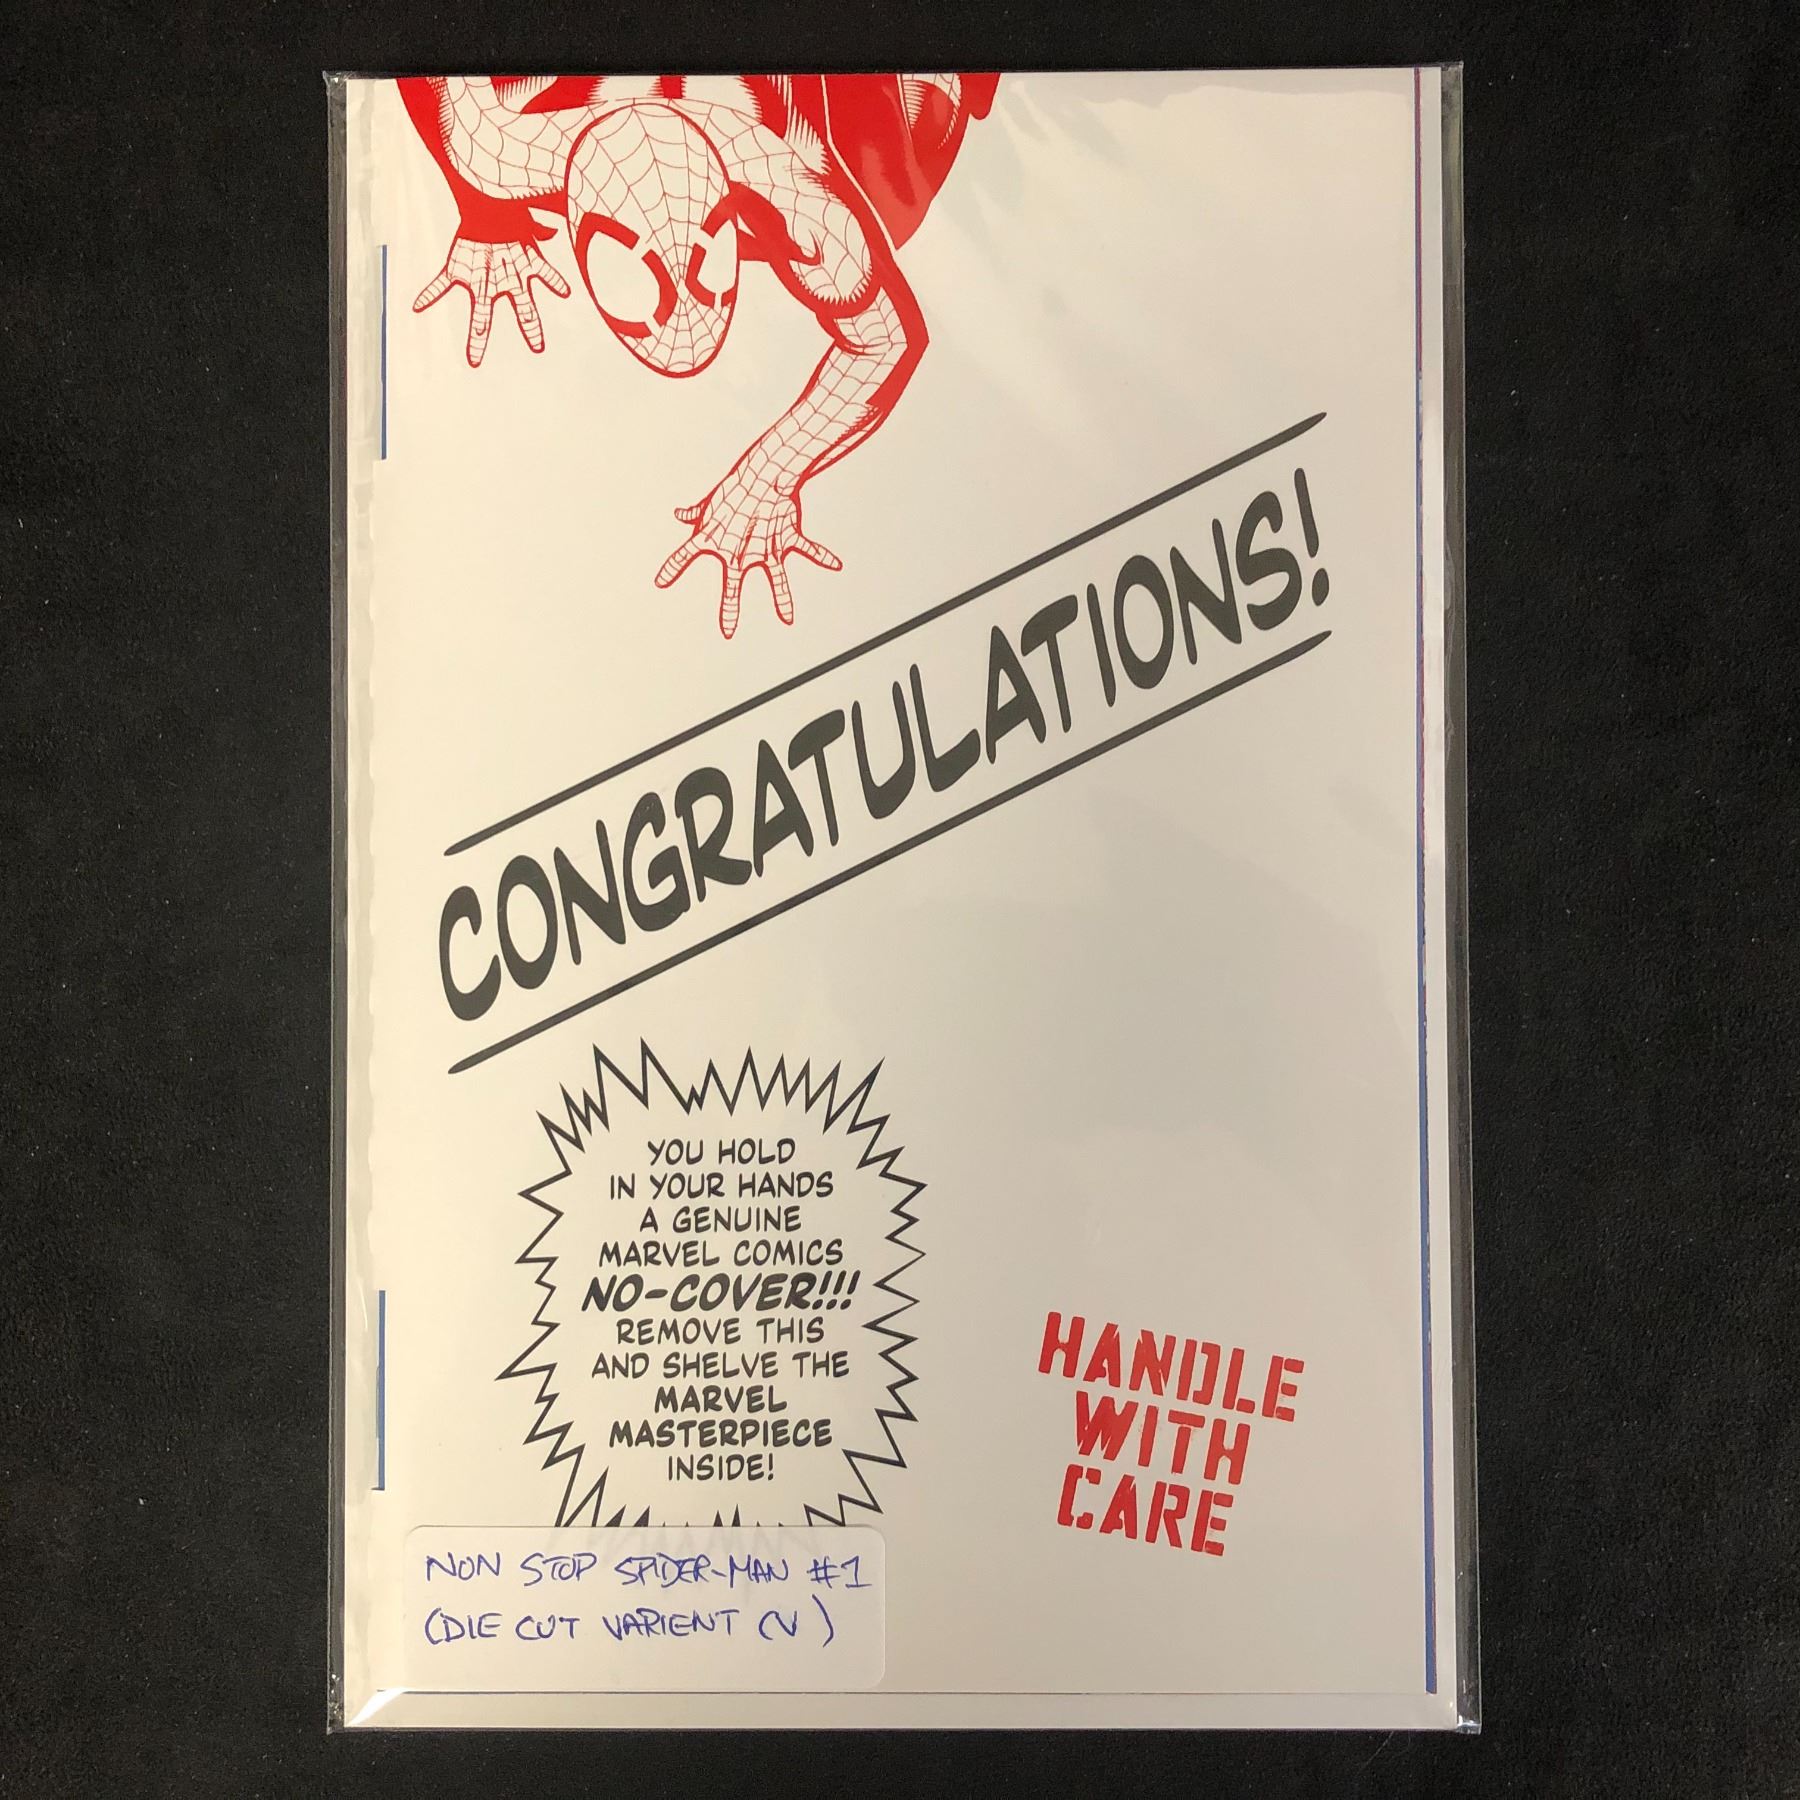 CONGRATULATIONS!
YOU HOLD
IN YOUR HANDS
A GENUINE
MARVEL COMICS
NO-COVER!!!
REMOVE THIS
AND SHELVE THE
MARVEL
MASTERPIECE
INSIDE!
HANDLE
WITH
CARE
NON STOP SPIDER-MAN #1
(DIE CUT VARIENT CV)